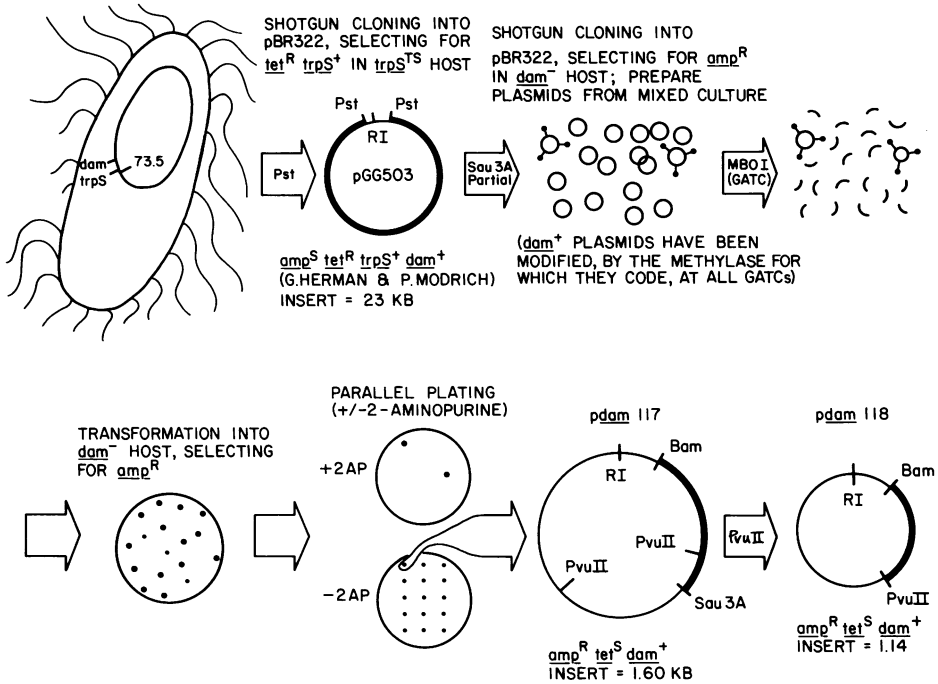 SHOTGUN CLONING INTO
pBR322, SELECTING FOR
tetR trpS+ IN trpSTS HOST
SHOTGUN CLONING INTO
pBR322, SELECTING FOR ampR
IN dam- HOST; PREPARE
PLASMIDS FROM MIXED CULTURE
dam
trpS
73.5
Pst
Pst
Pst
RI
pGG503
Sau 3A
Partial
MBO I
(GATC)
ampS tetR trpS+ dam+
(G.HERMAN & P.MODRICH)
INSERT = 23 KB
(dam+ PLASMIDS HAVE BEEN
MODIFIED, BY THE METHYLASE FOR
WHICH THEY CODE, AT ALL GATCs)
TRANSFORMATION INTO
dam- HOST, SELECTING
FOR ampR
PARALLEL PLATING
(+/-2-AMINOPURINE)
+2AP
-2AP
pdam 117
RI
Bam
PvuII
PvuII
Sau 3A
ampR tetS dam+
INSERT = 1.60 KB
PvuII
pdam 118
RI
Bam
PvuII
ampR tetS dam+
INSERT = 1.14